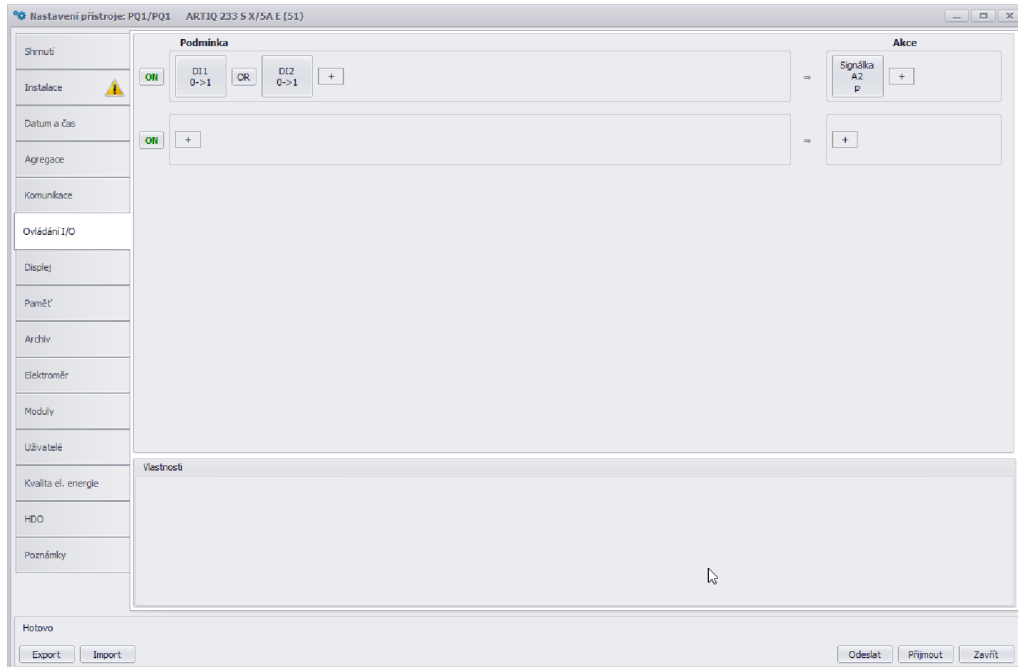 Nastavení přístroje: PQ1/PQ1 ARTIQ 233 S X/5A E (51)
Shrnutí
Instalace
Datum a čas
Agregace
Komunikace
Ovládání I/O
Displej
Paměť
Archiv
Elektroměr
Moduly
Uživatelé
Kvalita el. energie
HDO
Poznámky
Podmínka
Akce
ON
DI1
0->1
OR
DI2
0->1
+
⇒
Signálka
A2
p
+
ON
+
⇒
+
Vlastnosti
Hotovo
Export Import Odeslat Přijmout Zavřít